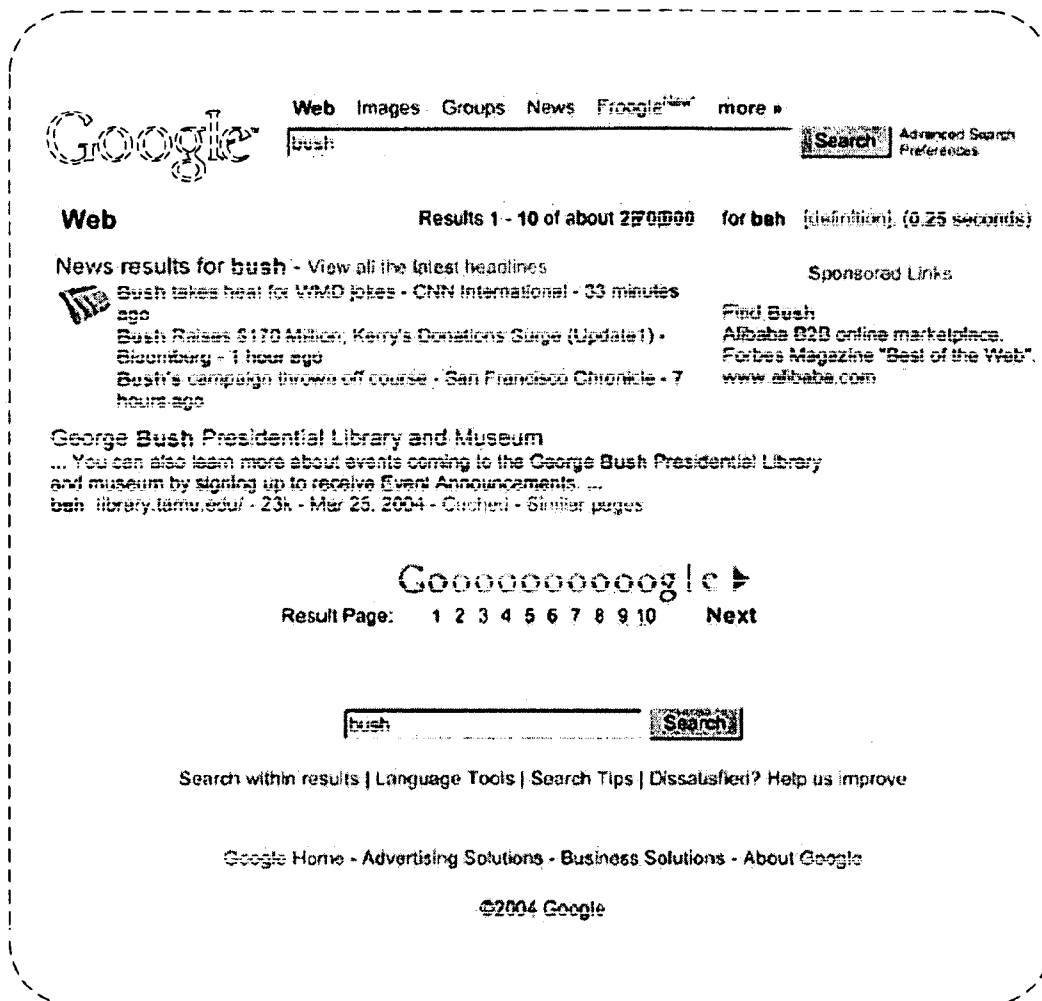 Google
Web Images Groups News Froogle New! more »
bush Search Advanced Search
Preferences
Web Results 1 - 10 of about for bsh [definition]. (0.25 seconds)
News results for bush - View all the latest headlines
Bush takes heat for WMD jokes - CNN International - 33 minutes
ago
Bush Raises $170 Million; Kerry's Donations Surge (Update1) -
Bloomburg - 1 hour ago
Bush's campaign thrown off course - San Francisco Chronicle - 7
hours ago
Sponsored Links
Find Bush
Alibaba B2B online marketplace.
Forbes Magazine "Best of the Web".
www.alibaba.com
George Bush Presidential Library and Museum
... You can also learn more about events coming to the George Bush Presidential Library
and museum by signing up to receive Event Announcements. ...
bsh library.tamu.edu/ - 23k - Mar 25, 2004 - Cached - Similar pages
Goooooooooogle ▶
Result Page: 1 2 3 4 5 6 7 8 9 10 Next
bush Search
Search within results | Language Tools | Search Tips | Dissatisfied? Help us improve
Google Home - Advertising Solutions - Business Solutions - About Google
©2004 Google